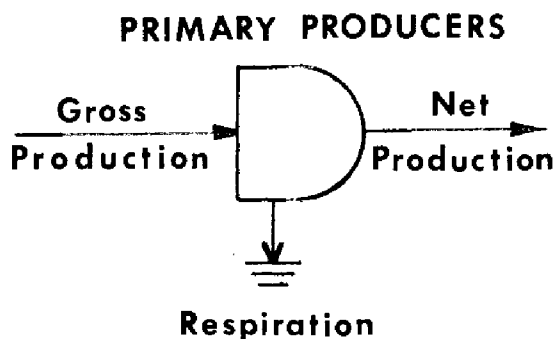 PRIMARY PRODUCERS
Gross
Production
Net
Production
Respiration